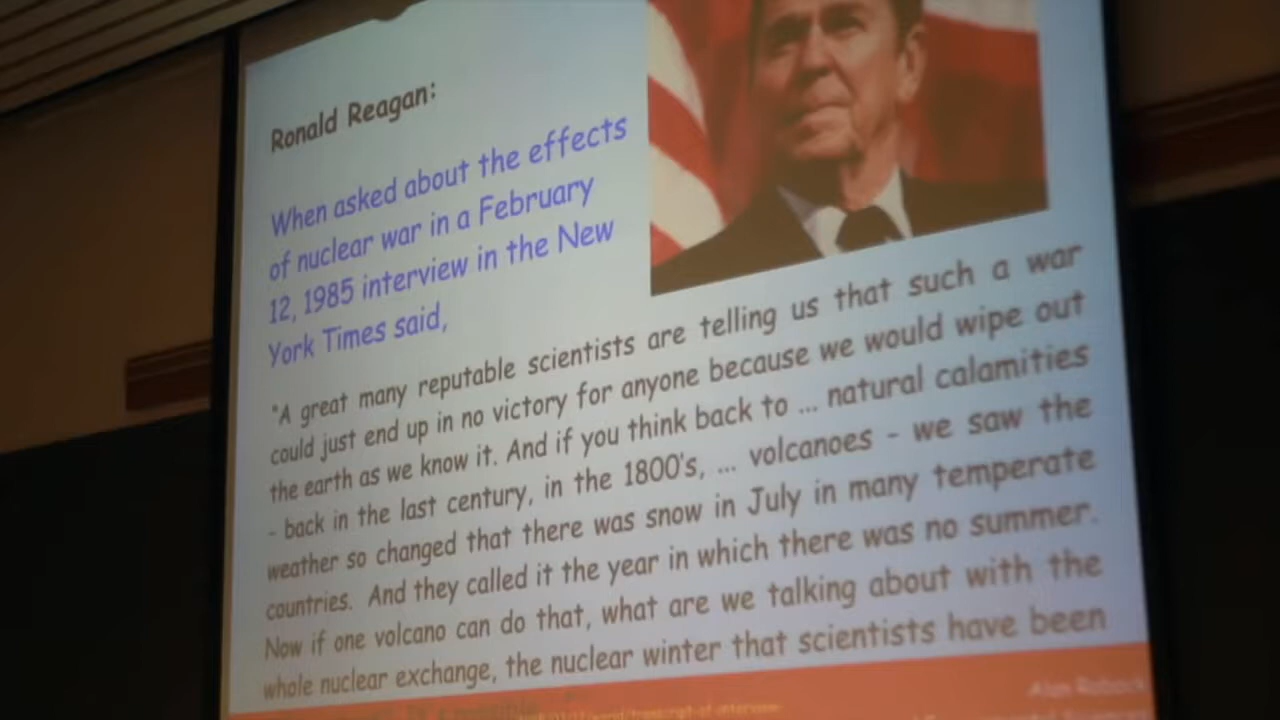 Ronald Reagan:
When asked about the effects
of nuclear war in a February
12, 1985 interview in the New
York Times said,
"A great many reputable scientists are telling us that such a war
could just end up in no victory for anyone because we would wipe out
the earth as we know it. And if you think back to ... natural calamities
- back in the last century, in the 1800's, ... volcanoes - we saw the
weather so changed that there was snow in July in many temperate
countries. And they called it the year in which there was no summer.
Now if one volcano can do that, what are we talking about with the
whole nuclear exchange, the nuclear winter that scientists have been